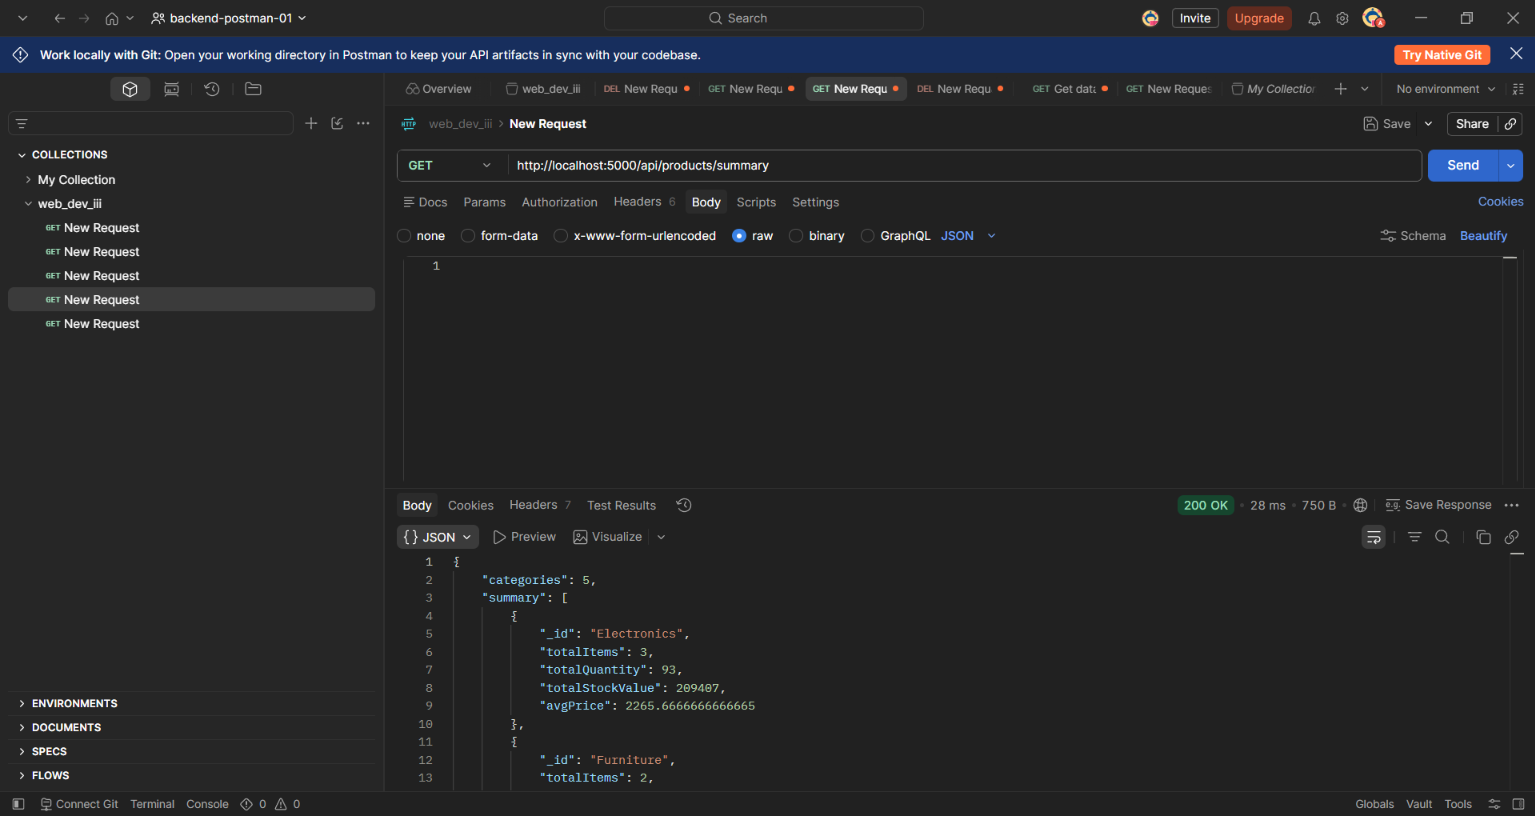 backend-postman-01
Search
Invite
Upgrade
Work locally with Git: Open your working directory in Postman to keep your API artifacts in sync with your codebase.
Try Native Git
Overview
web_dev_iii
DEL New Requ
GET New Requ
GET New Requ
DEL New Requ
GET Get data
GET New Reques
My Collection
No environment
HTTP
web_dev_iii > New Request
Save
Share
COLLECTIONS
My Collection
web_dev_iii
GET New Request
GET New Request
GET New Request
GET New Request
GET New Request
GET
http://localhost:5000/api/products/summary
Send
Docs
Params
Authorization
Headers 6
Body
Scripts
Settings
Cookies
none
form-data
x-www-form-urlencoded
raw
binary
GraphQL
JSON
Schema
Beautify
1
Body
Cookies
Headers 7
Test Results
200 OK
28 ms
750 B
e.g. Save Response
{} JSON
Preview
Visualize
1 {
2 "categories": 5,
3 "summary": [
4 {
5 "_id": "Electronics",
6 "totalItems": 3,
7 "totalQuantity": 93,
8 "totalStockValue": 209407,
9 "avgPrice": 2265.6666666666665
10 },
11 {
12 "_id": "Furniture",
13 "totalItems": 2,
ENVIRONMENTS
DOCUMENTS
SPECS
FLOWS
Connect Git
Terminal
Console
0
0
Globals
Vault
Tools